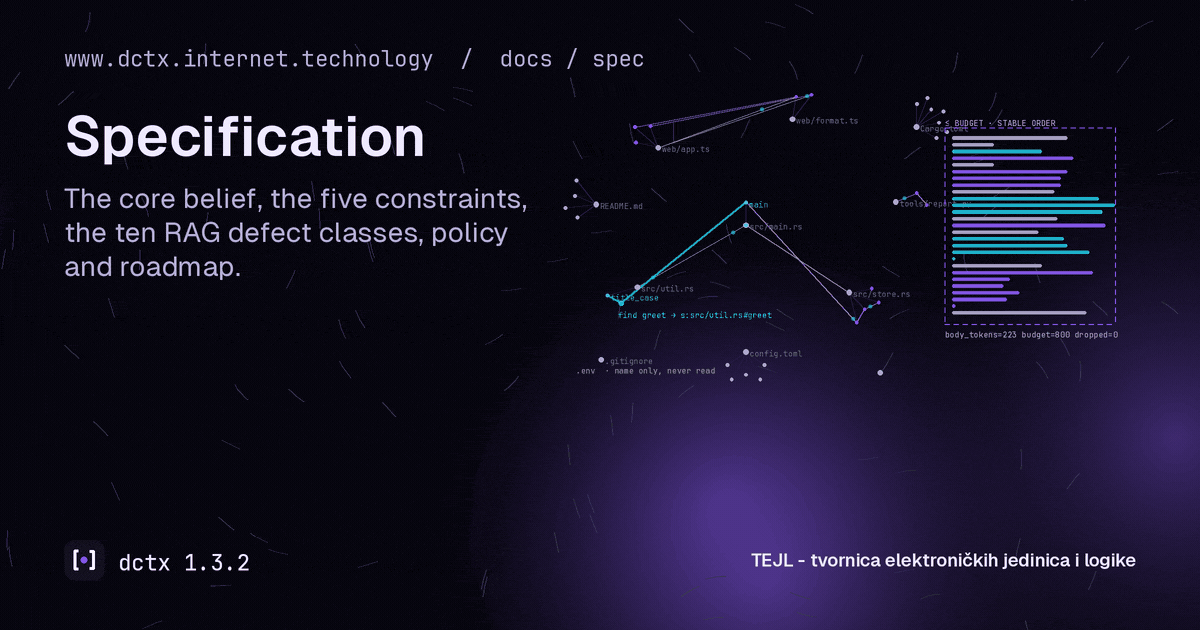 www.dctx.internet.technology / docs / spec
Specification
The core belief, the five constraints,
the ten RAG defect classes, policy
and roadmap.
web/format.ts
web/app.ts
README.md
main
src/main.rs
src/util.rs
title_case
find greet → s:src/util.rs#greet
src/store.rs
.gitignore
.env · name only, never read
config.toml
≤ BUDGET · STABLE ORDER
body_tokens=223 budget=800 dropped=0
[•] dctx 1.3.2
TEJL - tvornica elektroničkih jedinica i logike